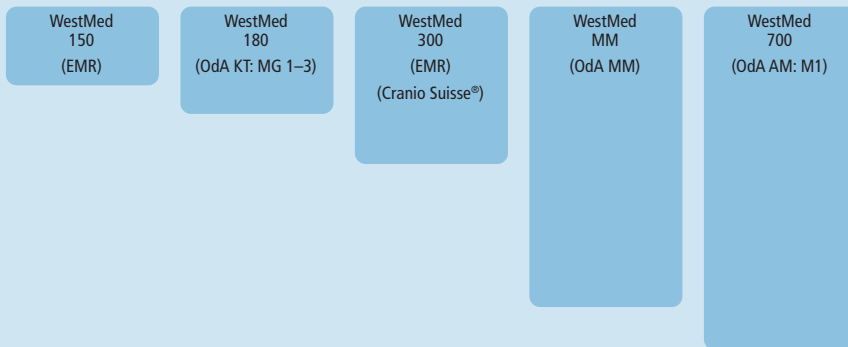 WestMed
150
(EMR)
WestMed
180
(OdA KT: MG 1–3)
WestMed
300
(EMR)
(Cranio Suisse®)
WestMed
MM
(OdA MM)
WestMed
700
(OdA AM: M1)